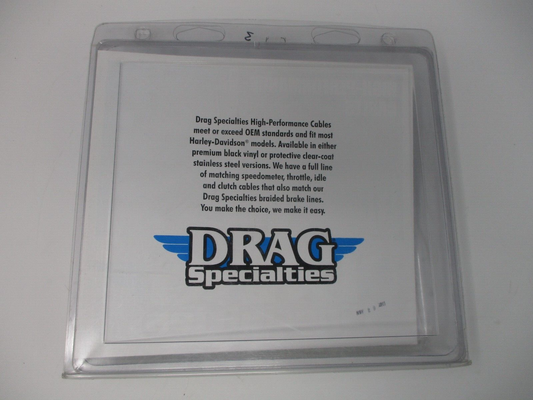 Drag Specialties High-Performance Cables
meet or exceed OEM standards and fit most
Harley-Davidson® models. Available in either
premium black vinyl or protective clear-coat
stainless steel versions. We have a full line
of matching speedometer, throttle, idle
and clutch cables that also match our
Drag Specialties braided brake lines.
You make the choice, we make it easy.
DRAG
Specialties